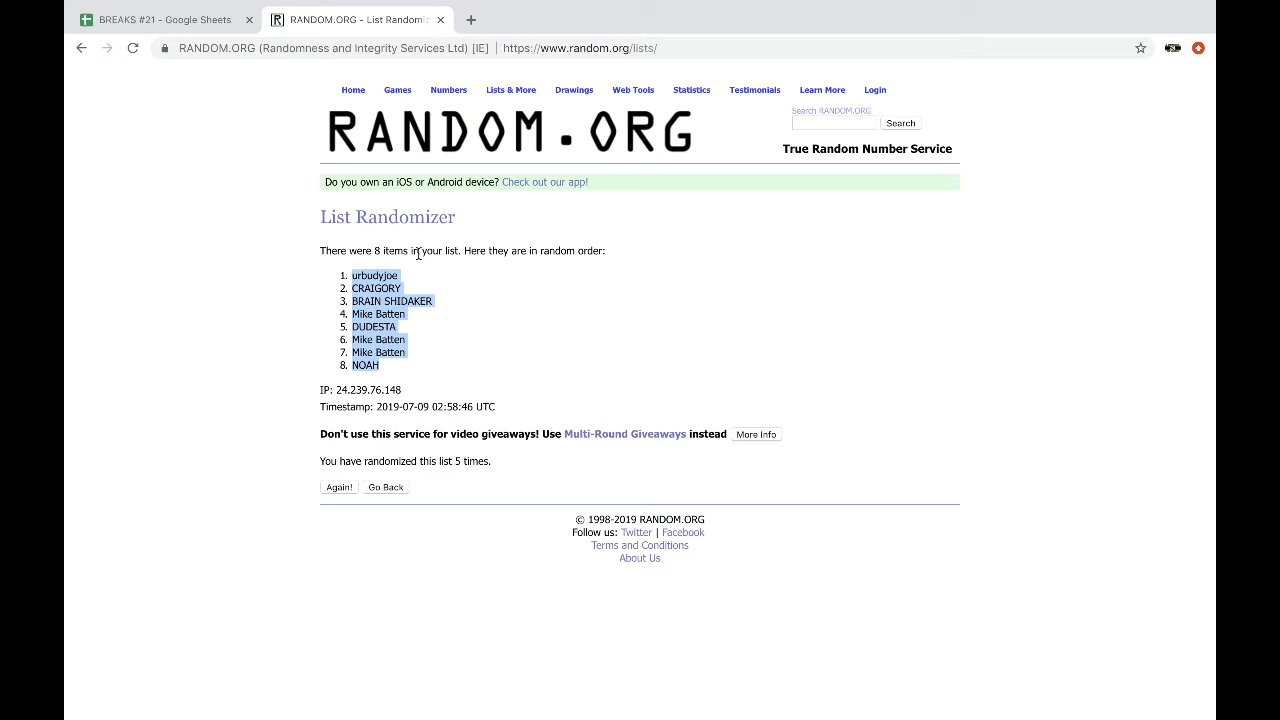 BREAKS #21 - Google Sheets
RANDOM.ORG - List Randomiz
RANDOM.ORG (Randomness and Integrity Services Ltd) [IE] | https://www.random.org/lists/
Home Games Numbers Lists & More Drawings Web Tools Statistics Testimonials Learn More Login
RANDOM.ORG
Search RANDOM.ORG
Search
True Random Number Service
Do you own an iOS or Android device? Check out our app!
List Randomizer
There were 8 items in your list. Here they are in random order:
1. urbudyjoe
2. CRAIGORY
3. BRAIN SHIDAKER
4. Mike Batten
5. DUDESTA
6. Mike Batten
7. Mike Batten
8. NOAH
IP: 24.239.76.148
Timestamp: 2019-07-09 02:58:46 UTC
Don't use this service for video giveaways! Use Multi-Round Giveaways instead More Info
You have randomized this list 5 times.
Again! Go Back
© 1998-2019 RANDOM.ORG
Follow us: Twitter | Facebook
Terms and Conditions
About Us